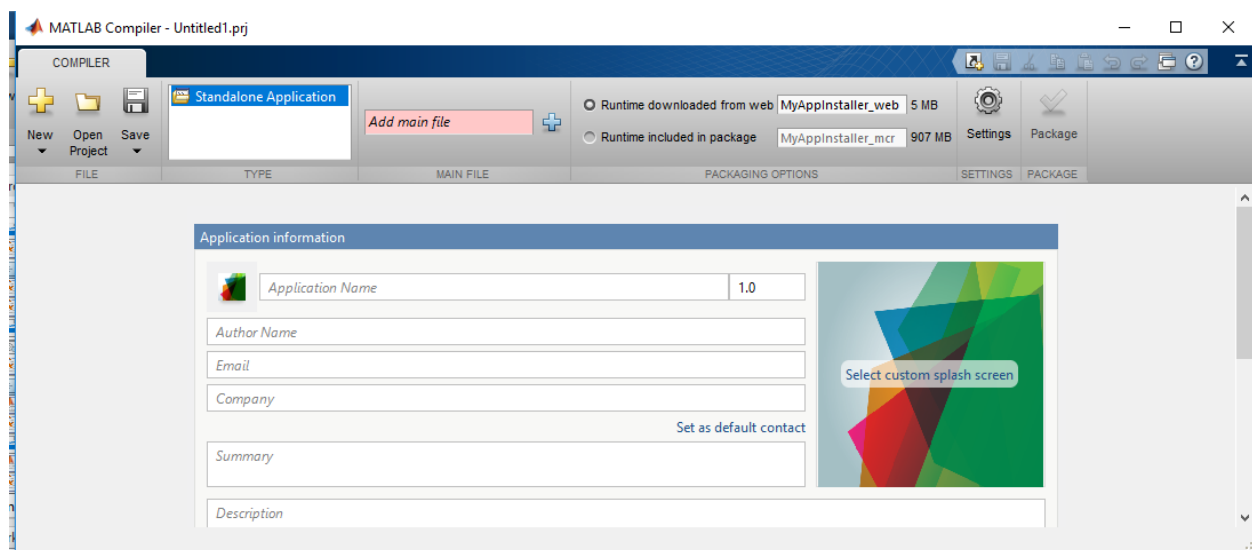 MATLAB Compiler - Untitled1.prj
COMPILER
New
Open Project
Save
FILE
Standalone Application
TYPE
Add main file
MAIN FILE
Runtime downloaded from web MyAppInstaller_web 5 MB
Runtime included in package MyAppInstaller_mcr 907 MB
PACKAGING OPTIONS
Settings
SETTINGS
Package
PACKAGE
Application information
Application Name 1.0
Author Name
Email
Company
Set as default contact
Summary
Description
Select custom splash screen